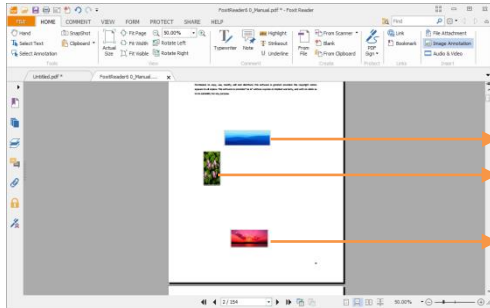 FoxitReader6 0_Manual.pdf * - Foxit Reader
FILE HOME COMMENT VIEW FORM PROTECT SHARE HELP
Find
Hand
Select Text
Select Annotation
SnapShot
Clipboard
Actual Size
Fit Page
Fit Width
Fit Visible
90.00%
Rotate Left
Rotate Right
Typewriter
Note
Highlight
Strikeout
Underline
From File
From Scanner
Blank
From Clipboard
PDF Sign
Link
Bookmark
File Attachment
Image Annotation
Audio & Video
Tools
View
Comment
Create
Protect
Links
Insert
Untitled.pdf *
FoxitReader6 0_Manual....
2 / 154
90.00%